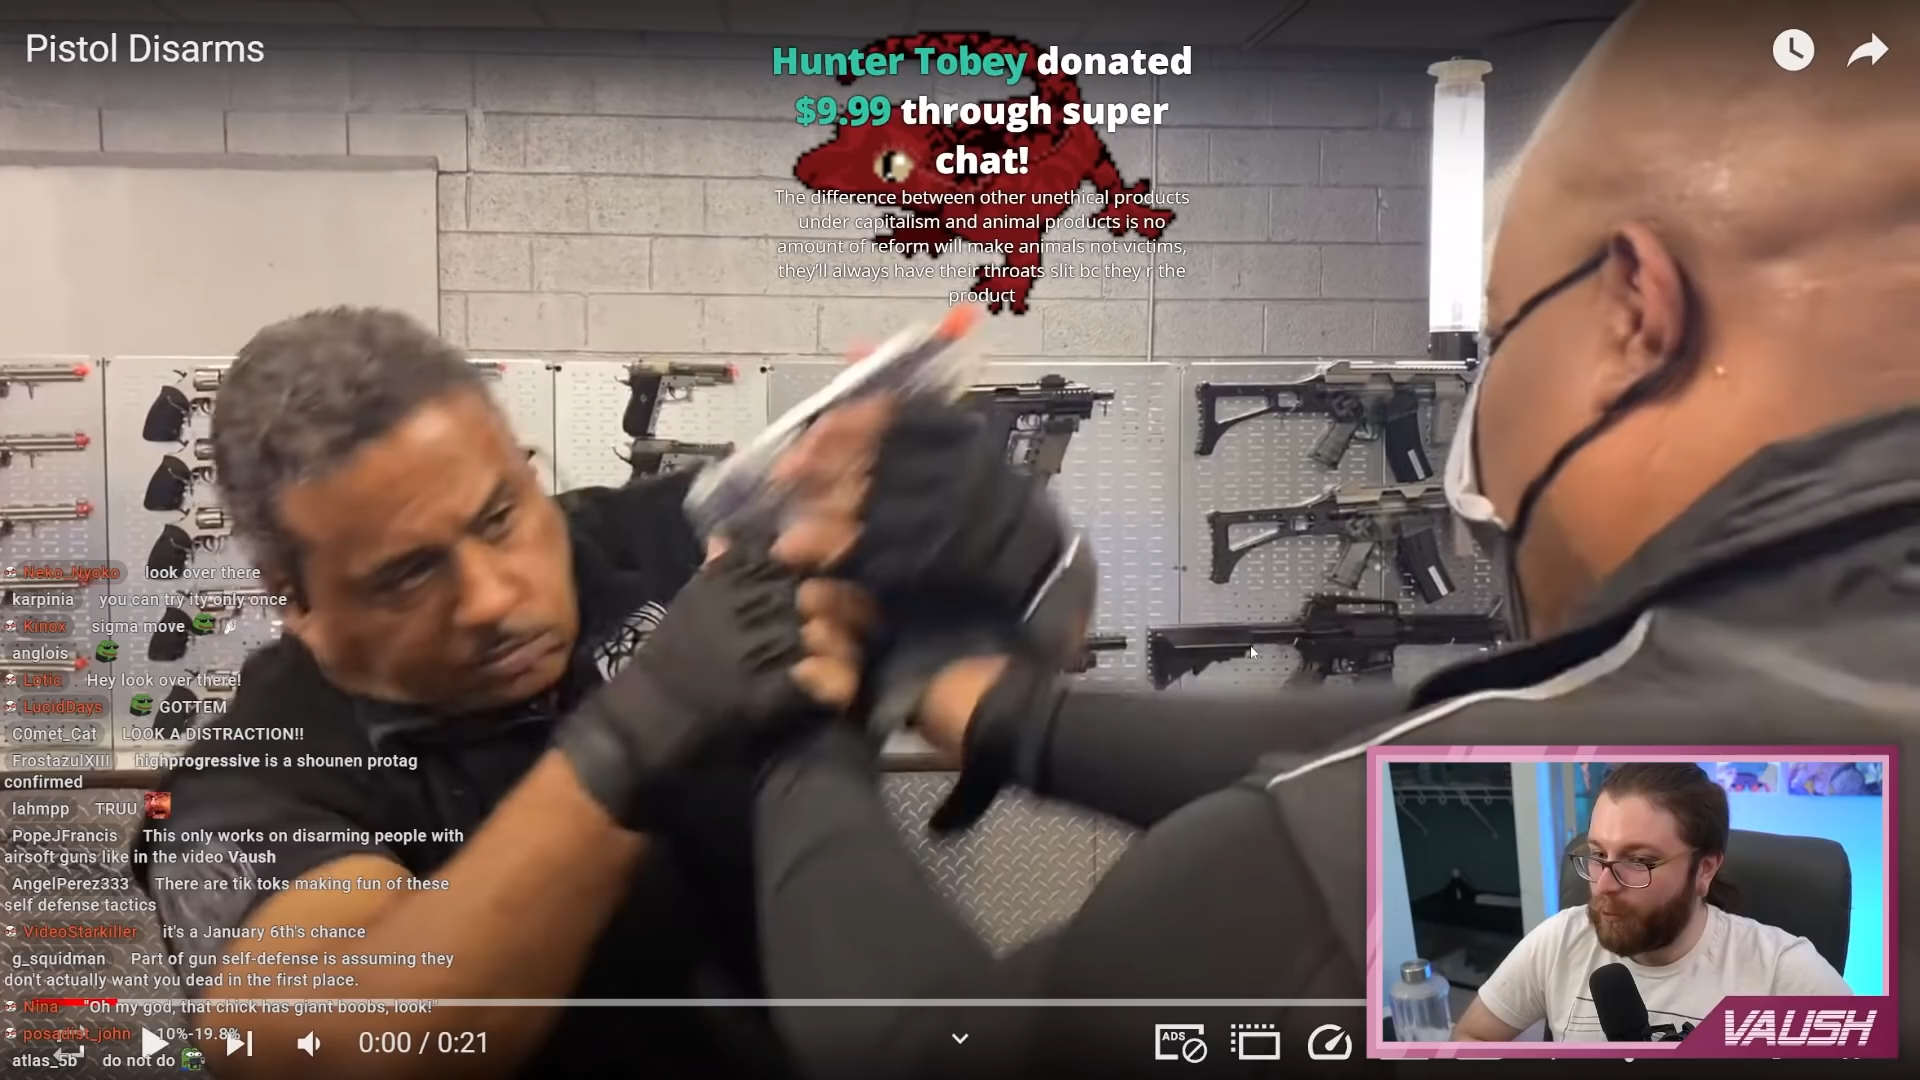 Pistol Disarms
Hunter Tobey donated
$9.99 through super
chat!
The difference between other unethical products
under capitalism and animal products is no
amount of reform will make animals not victims,
they'll always have their throats slit bc they r the
product
Neko_Nyoko look over there
karpinia you can try ity only once
Kinox sigma move
anglois
Lotic Hey look over there!
LucidDays GOTTEM
C0met_Cat LOOK A DISTRACTION!!
FrostazulXIII highprogressive is a shounen protag
confirmed
lahmpp TRUU
PopeJFrancis This only works on disarming people with
airsoft guns like in the video Vaush
AngelPerez333 There are tik toks making fun of these
self defense tactics
VideoStarkiller it's a January 6th's chance
g_squidman Part of gun self-defense is assuming they
don't actually want you dead in the first place.
Nina "Oh my god, that chick has giant boobs, look!"
posadist_john 10%-19.8%
atlas_5b do not do
0:00 / 0:21
ADS
VAUSH